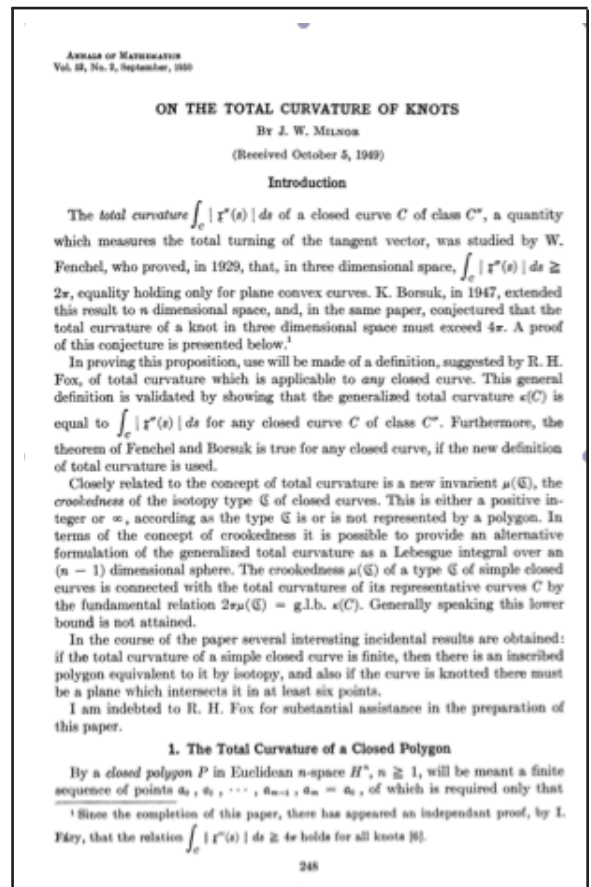 ANNALS OF MATHEMATICS
Vol. 52, No. 2, September, 1950
ON THE TOTAL CURVATURE OF KNOTS
BY J. W. MILNOR
(Received October 5, 1949)
Introduction
The total curvature ∫_C | 𝔵″(s) | ds of a closed curve C of class C″, a quantity
which measures the total turning of the tangent vector, was studied by W.
Fenchel, who proved, in 1929, that, in three dimensional space, ∫_C | 𝔵″(s) | ds ≧
2π, equality holding only for plane convex curves. K. Borsuk, in 1947, extended
this result to n dimensional space, and, in the same paper, conjectured that the
total curvature of a knot in three dimensional space must exceed 4π. A proof
of this conjecture is presented below.¹
In proving this proposition, use will be made of a definition, suggested by R. H.
Fox, of total curvature which is applicable to any closed curve. This general
definition is validated by showing that the generalized total curvature κ(C) is
equal to ∫_C | 𝔵″(s) | ds for any closed curve C of class C″. Furthermore, the
theorem of Fenchel and Borsuk is true for any closed curve, if the new definition
of total curvature is used.
Closely related to the concept of total curvature is a new invarient μ(ℭ), the
crookedness of the isotopy type ℭ of closed curves. This is either a positive in-
teger or ∞, according as the type ℭ is or is not represented by a polygon. In
terms of the concept of crookedness it is possible to provide an alternative
formulation of the generalized total curvature as a Lebesgue integral over an
(n − 1) dimensional sphere. The crookedness μ(ℭ) of a type ℭ of simple closed
curves is connected with the total curvatures of its representative curves C by
the fundamental relation 2πμ(ℭ) = g.l.b. κ(C). Generally speaking this lower
bound is not attained.
In the course of the paper several interesting incidental results are obtained:
if the total curvature of a simple closed curve is finite, then there is an inscribed
polygon equivalent to it by isotopy, and also if the curve is knotted there must
be a plane which intersects it in at least six points.
I am indebted to R. H. Fox for substantial assistance in the preparation of
this paper.
1. The Total Curvature of a Closed Polygon
By a closed polygon P in Euclidean n-space Hⁿ, n ≧ 1, will be meant a finite
sequence of points a₀ , a₁ , ⋯ , aₘ₋₁ , aₘ = a₀ , of which is required only that
¹ Since the completion of this paper, there has appeared an independant proof, by I.
Fáry, that the relation ∫_C | 𝔵″(s) | ds ≧ 4π holds for all knots [6].
248